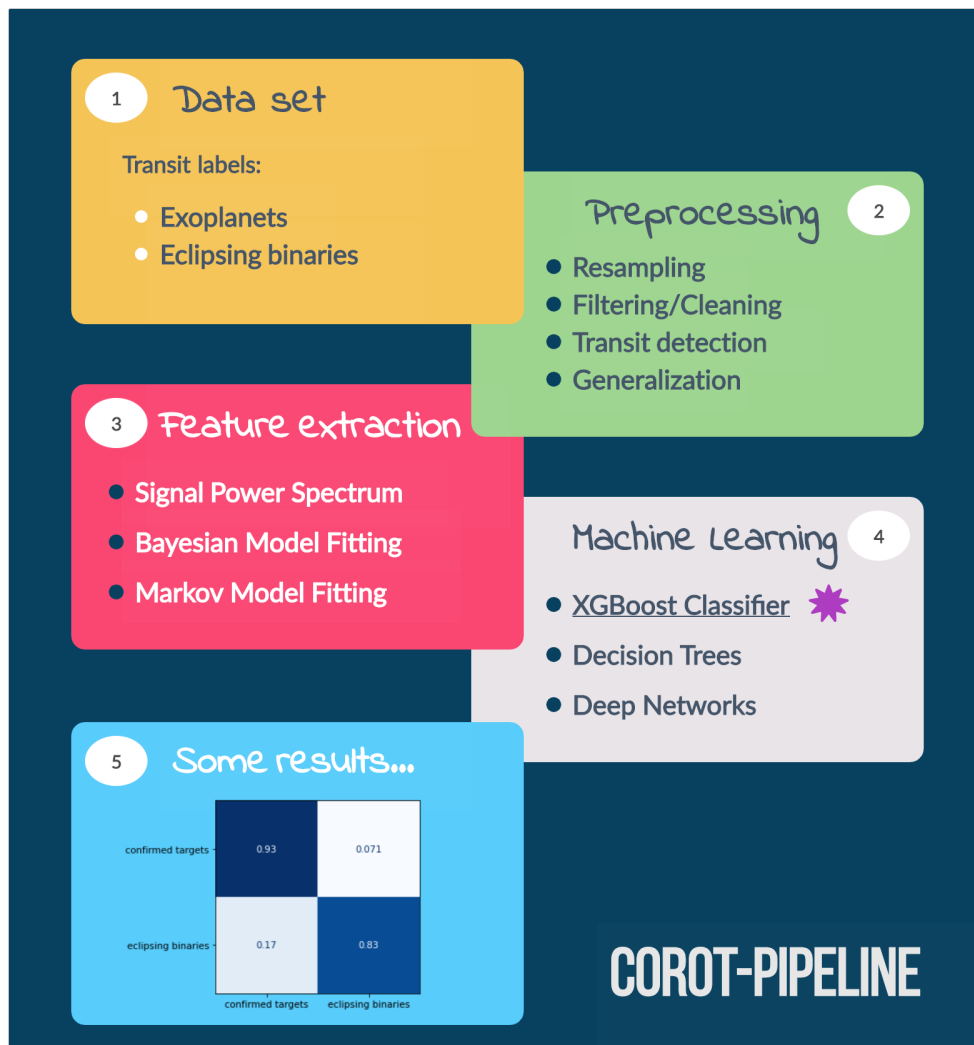 1
Data set
Transit labels:
Exoplanets
Eclipsing binaries
2
Preprocessing
Resampling
Filtering/Cleaning
Transit detection
Generalization
3
Feature extraction
Signal Power Spectrum
Bayesian Model Fitting
Markov Model Fitting
4
Machine Learning
XGBoost Classifier
Decision Trees
Deep Networks
5
Some results...
confirmed targets 0.93 0.071
eclipsing binaries 0.17 0.83
confirmed targets eclipsing binaries
COROT-PIPELINE